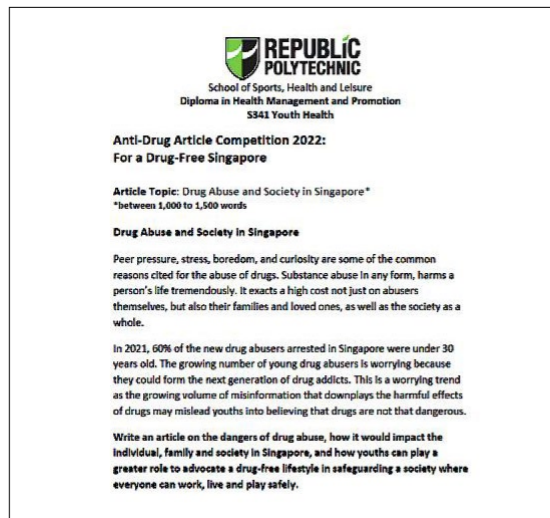 REPUBLIC
POLYTECHNIC
School of Sports, Health and Leisure
Diploma in Health Management and Promotion
S341 Youth Health
Anti-Drug Article Competition 2022:
For a Drug-Free Singapore
Article Topic: Drug Abuse and Society in Singapore*
*between 1,000 to 1,500 words
Drug Abuse and Society in Singapore
Peer pressure, stress, boredom, and curiosity are some of the common
reasons cited for the abuse of drugs. Substance abuse in any form, harms a
person's life tremendously. It exacts a high cost not just on abusers
themselves, but also their families and loved ones, as well as the society as a
whole.
In 2021, 60% of the new drug abusers arrested in Singapore were under 30
years old. The growing number of young drug abusers is worrying because
they could form the next generation of drug addicts. This is a worrying trend
as the growing volume of misinformation that downplays the harmful effects
of drugs may mislead youths into believing that drugs are not that dangerous.
Write an article on the dangers of drug abuse, how it would impact the
individual, family and society in Singapore, and how youths can play a
greater role to advocate a drug-free lifestyle in safeguarding a society where
everyone can work, live and play safely.